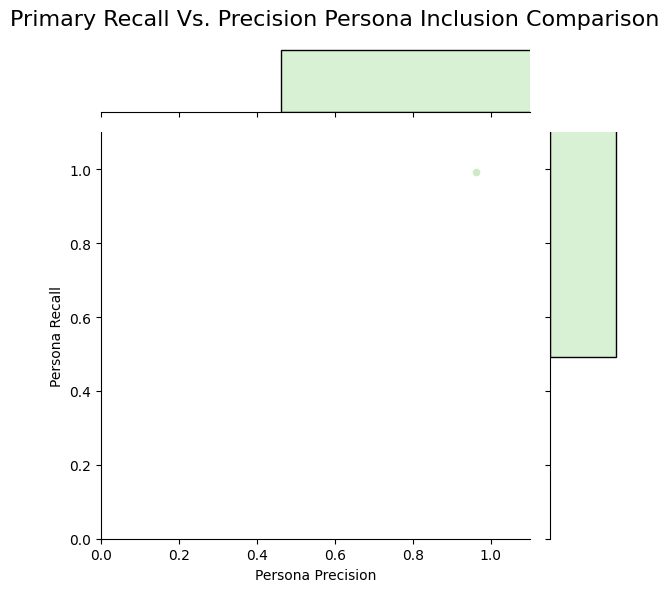 Primary Recall Vs. Precision Persona Inclusion Comparison
1.0
0.8
0.6
0.4
0.2
0.0
Persona Recall
0.0 0.2 0.4 0.6 0.8 1.0
Persona Precision